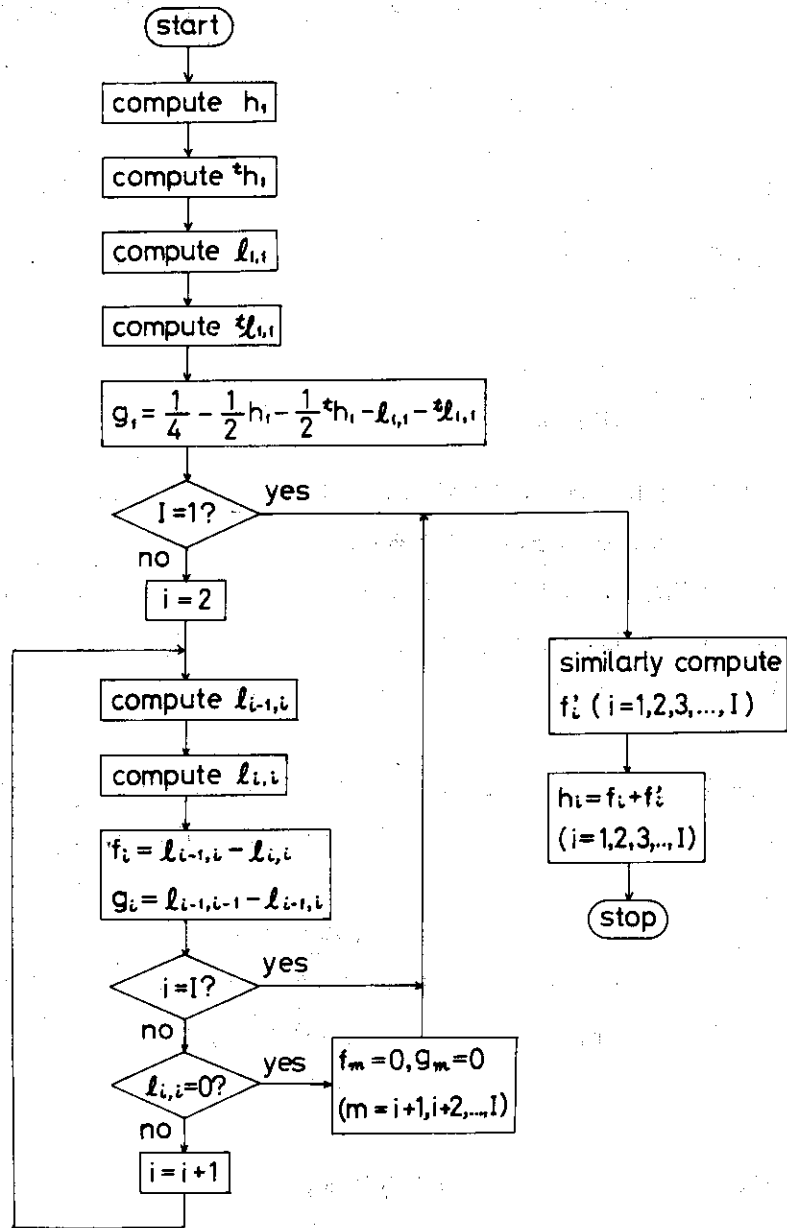 start
compute h₁
compute ᵗh₁
compute ℓ₁,₁
compute ᵗℓ₁,₁
g₁ = 1/4 - 1/2 h₁ - 1/2 ᵗh₁ - ℓ₁,₁ - ᵗℓ₁,₁
I=1?
yes
no
i=2
compute ℓᵢ₋₁,ᵢ
compute ℓᵢ,ᵢ
fᵢ = ℓᵢ₋₁,ᵢ - ℓᵢ,ᵢ
gᵢ = ℓᵢ₋₁,ᵢ₋₁ - ℓᵢ₋₁,ᵢ
i=I?
yes
no
ℓᵢ,ᵢ=0?
yes
no
i=i+1
fₘ=0, gₘ=0
(m=i+1,i+2,...,I)
similarly compute
fᵢ' (i=1,2,3,...,I)
hᵢ=fᵢ+fᵢ'
(i=1,2,3,..,I)
stop